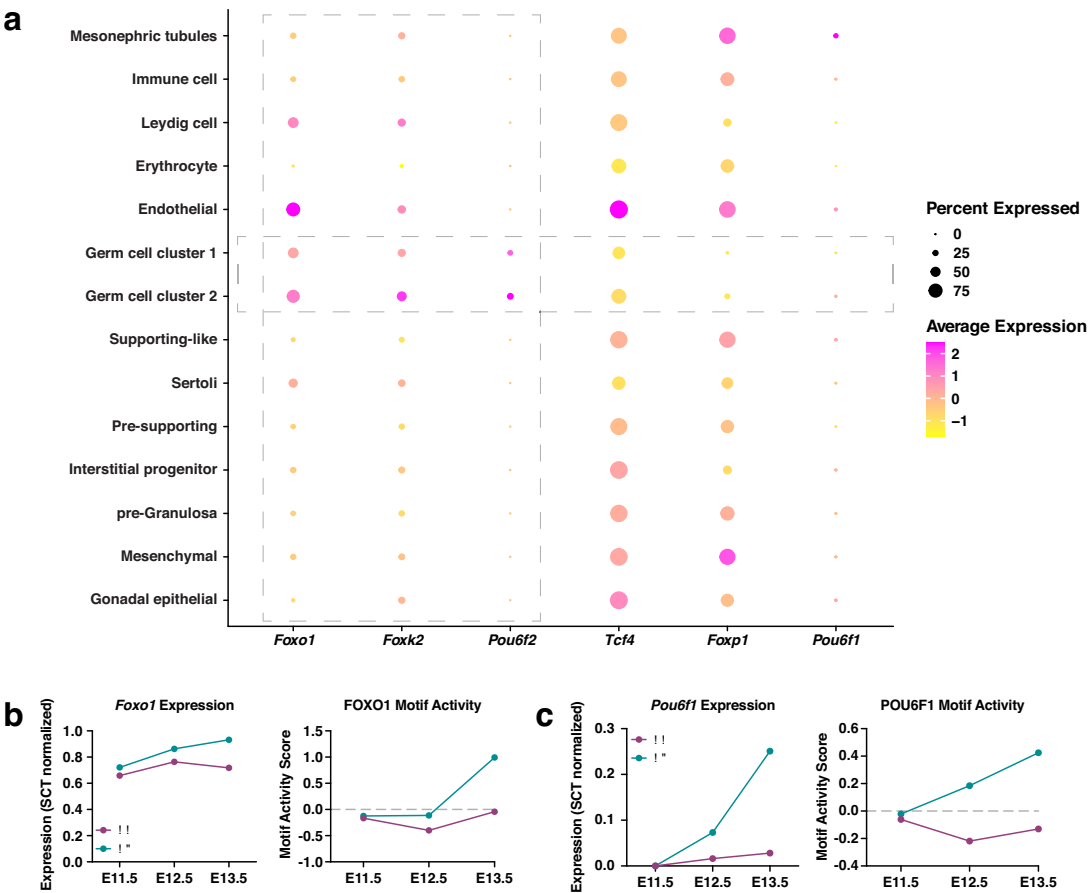 a
Mesonephric tubules
Immune cell
Leydig cell
Erythrocyte
Endothelial
Germ cell cluster 1
Germ cell cluster 2
Supporting-like
Sertoli
Pre-supporting
Interstitial progenitor
pre-Granulosa
Mesenchymal
Gonadal epithelial
Foxo1 Foxk2 Pou6f2 Tcf4 Foxp1 Pou6f1
Percent Expressed
0
25
50
75
Average Expression
2
1
0
−1
b
Foxo1 Expression
Expression (SCT normalized)
1.0
0.8
0.6
0.4
0.2
0.0
! !
! "
E11.5 E12.5 E13.5
FOXO1 Motif Activity
Motif Activity Score
1.5
1.0
0.5
0.0
-0.5
-1.0
E11.5 E12.5 E13.5
c
Pou6f1 Expression
Expression (SCT normalized)
0.3
0.2
0.1
0.0
! !
! "
E11.5 E12.5 E13.5
POU6F1 Motif Activity
Motif Activity Score
0.6
0.4
0.2
0.0
-0.2
-0.4
E11.5 E12.5 E13.5